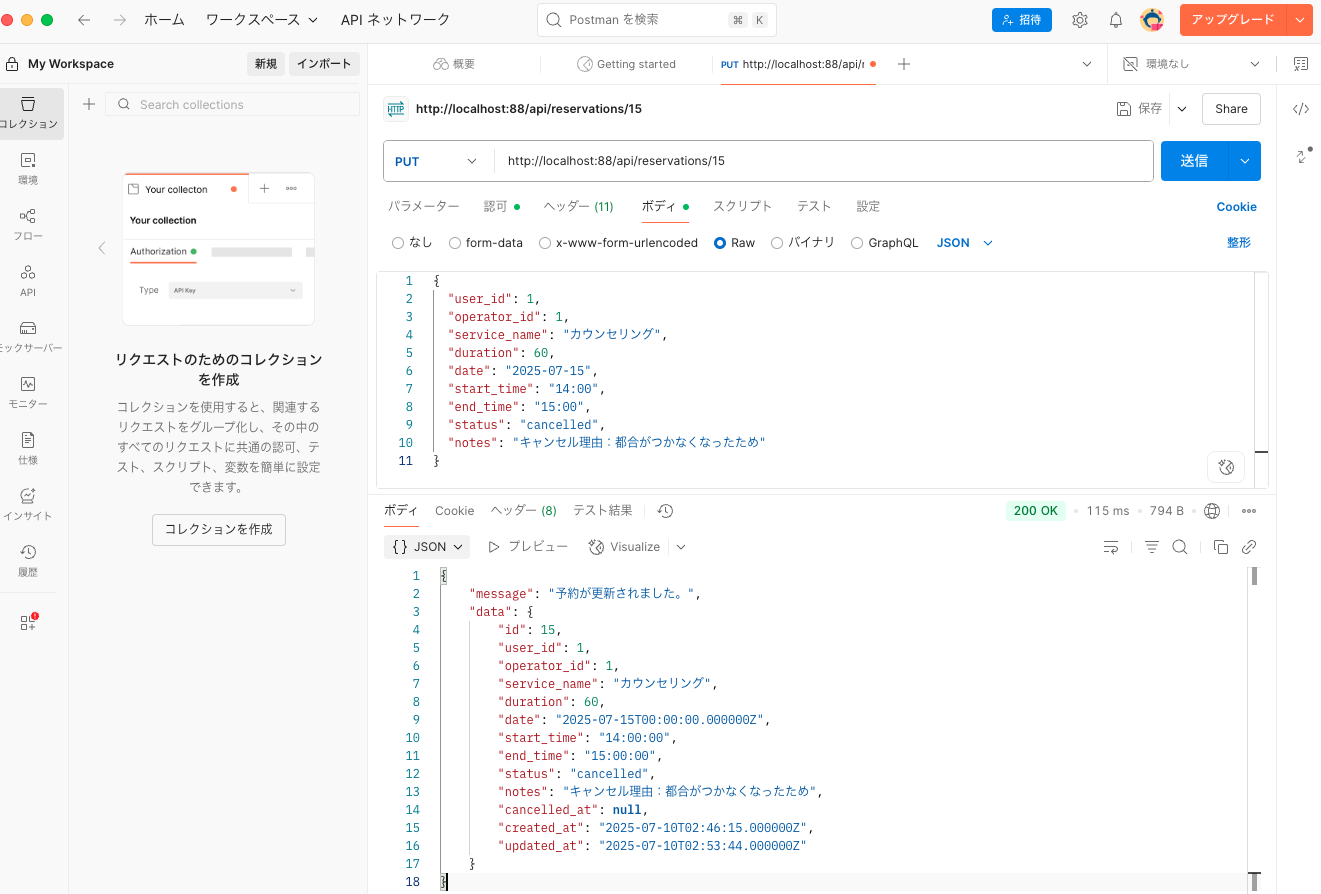 ホーム ワークスペース API ネットワーク Postman を検索 ⌘ K 招待 アップグレード
My Workspace 新規 インポート 概要 Getting started PUT http://localhost:88/api/r 環境なし
コレクション
Search collections
HTTP http://localhost:88/api/reservations/15 保存 Share
PUT http://localhost:88/api/reservations/15 送信
パラメーター 認可 ヘッダー (11) ボディ スクリプト テスト 設定 Cookie
なし form-data x-www-form-urlencoded Raw バイナリ GraphQL JSON 整形
環境
フロー
API
モックサーバー
モニター
仕様
インサイト
履歴
Your collecton
Your collection
Authorization
Type API Key
リクエストのためのコレクション
を作成
コレクションを使用すると、関連する
リクエストをグループ化し、その中の
すべてのリクエストに共通の認可、テ
スト、スクリプト、変数を簡単に設定
できます。
コレクションを作成
1 {
2 "user_id": 1,
3 "operator_id": 1,
4 "service_name": "カウンセリング",
5 "duration": 60,
6 "date": "2025-07-15",
7 "start_time": "14:00",
8 "end_time": "15:00",
9 "status": "cancelled",
10 "notes": "キャンセル理由：都合がつかなくなったため"
11 }
ボディ Cookie ヘッダー (8) テスト結果 200 OK 115 ms 794 B
{} JSON プレビュー Visualize
1 {
2 "message": "予約が更新されました。",
3 "data": {
4 "id": 15,
5 "user_id": 1,
6 "operator_id": 1,
7 "service_name": "カウンセリング",
8 "duration": 60,
9 "date": "2025-07-15T00:00:00.000000Z",
10 "start_time": "14:00:00",
11 "end_time": "15:00:00",
12 "status": "cancelled",
13 "notes": "キャンセル理由：都合がつかなくなったため",
14 "cancelled_at": null,
15 "created_at": "2025-07-10T02:46:15.000000Z",
16 "updated_at": "2025-07-10T02:53:44.000000Z"
17 }
18 }